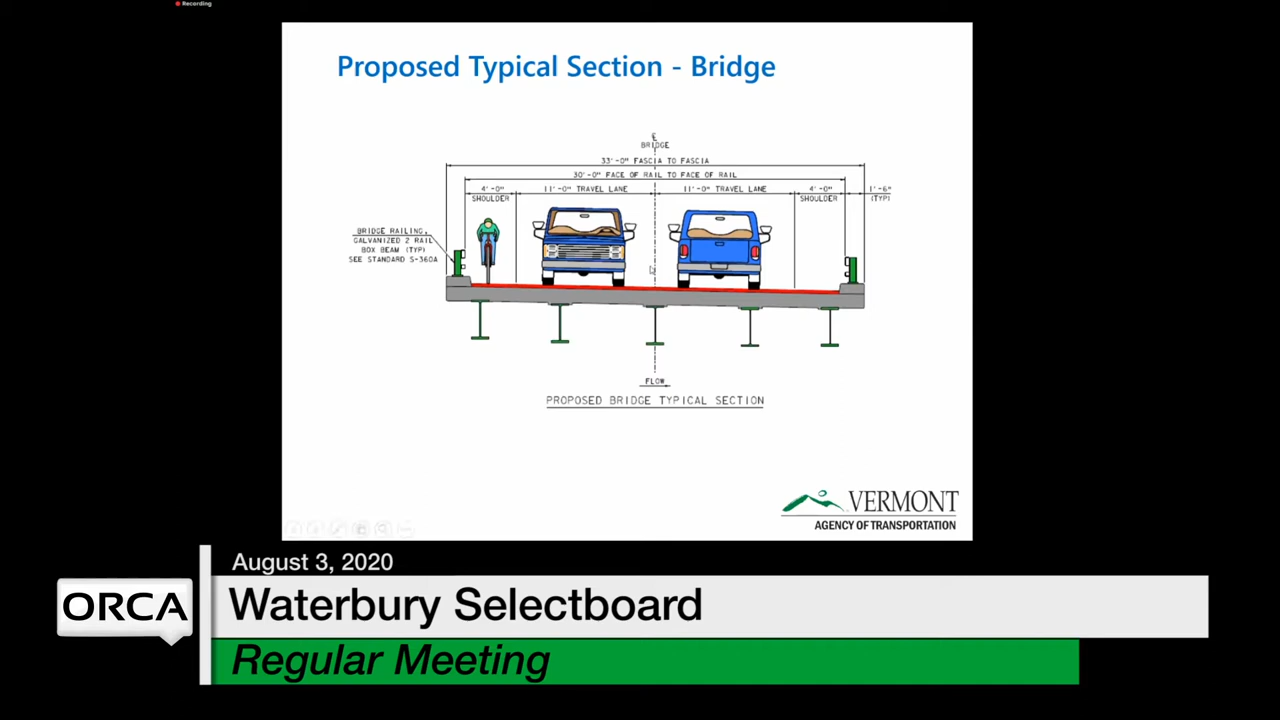 Recording
Proposed Typical Section - Bridge
℄
BRIDGE
33'-0" FASCIA TO FASCIA
30'-0" FACE OF RAIL TO FACE OF RAIL
4'-0"
SHOULDER
11'-0" TRAVEL LANE
11'-0" TRAVEL LANE
4'-0"
SHOULDER
1'-6"
(TYP)
BRIDGE RAILING,
GALVANIZED 2 RAIL
BOX BEAM (TYP)
SEE STANDARD S-360A
FLOW
PROPOSED BRIDGE TYPICAL SECTION
VERMONT
AGENCY OF TRANSPORTATION
August 3, 2020
ORCA
Waterbury Selectboard
Regular Meeting